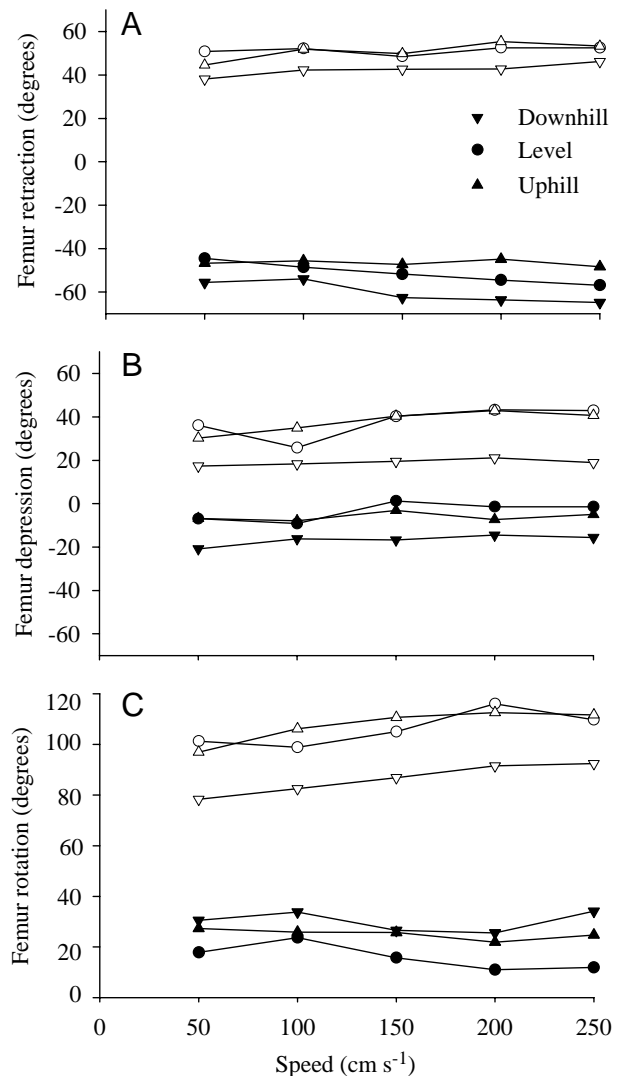 A
Femur retraction (degrees)
60
40
20
0
-20
-40
-60
Downhill
Level
Uphill
B
Femur depression (degrees)
60
40
20
0
-20
-40
-60
C
Femur rotation (degrees)
120
100
80
60
40
20
0
0 50 100 150 200 250
Speed (cm s-1)